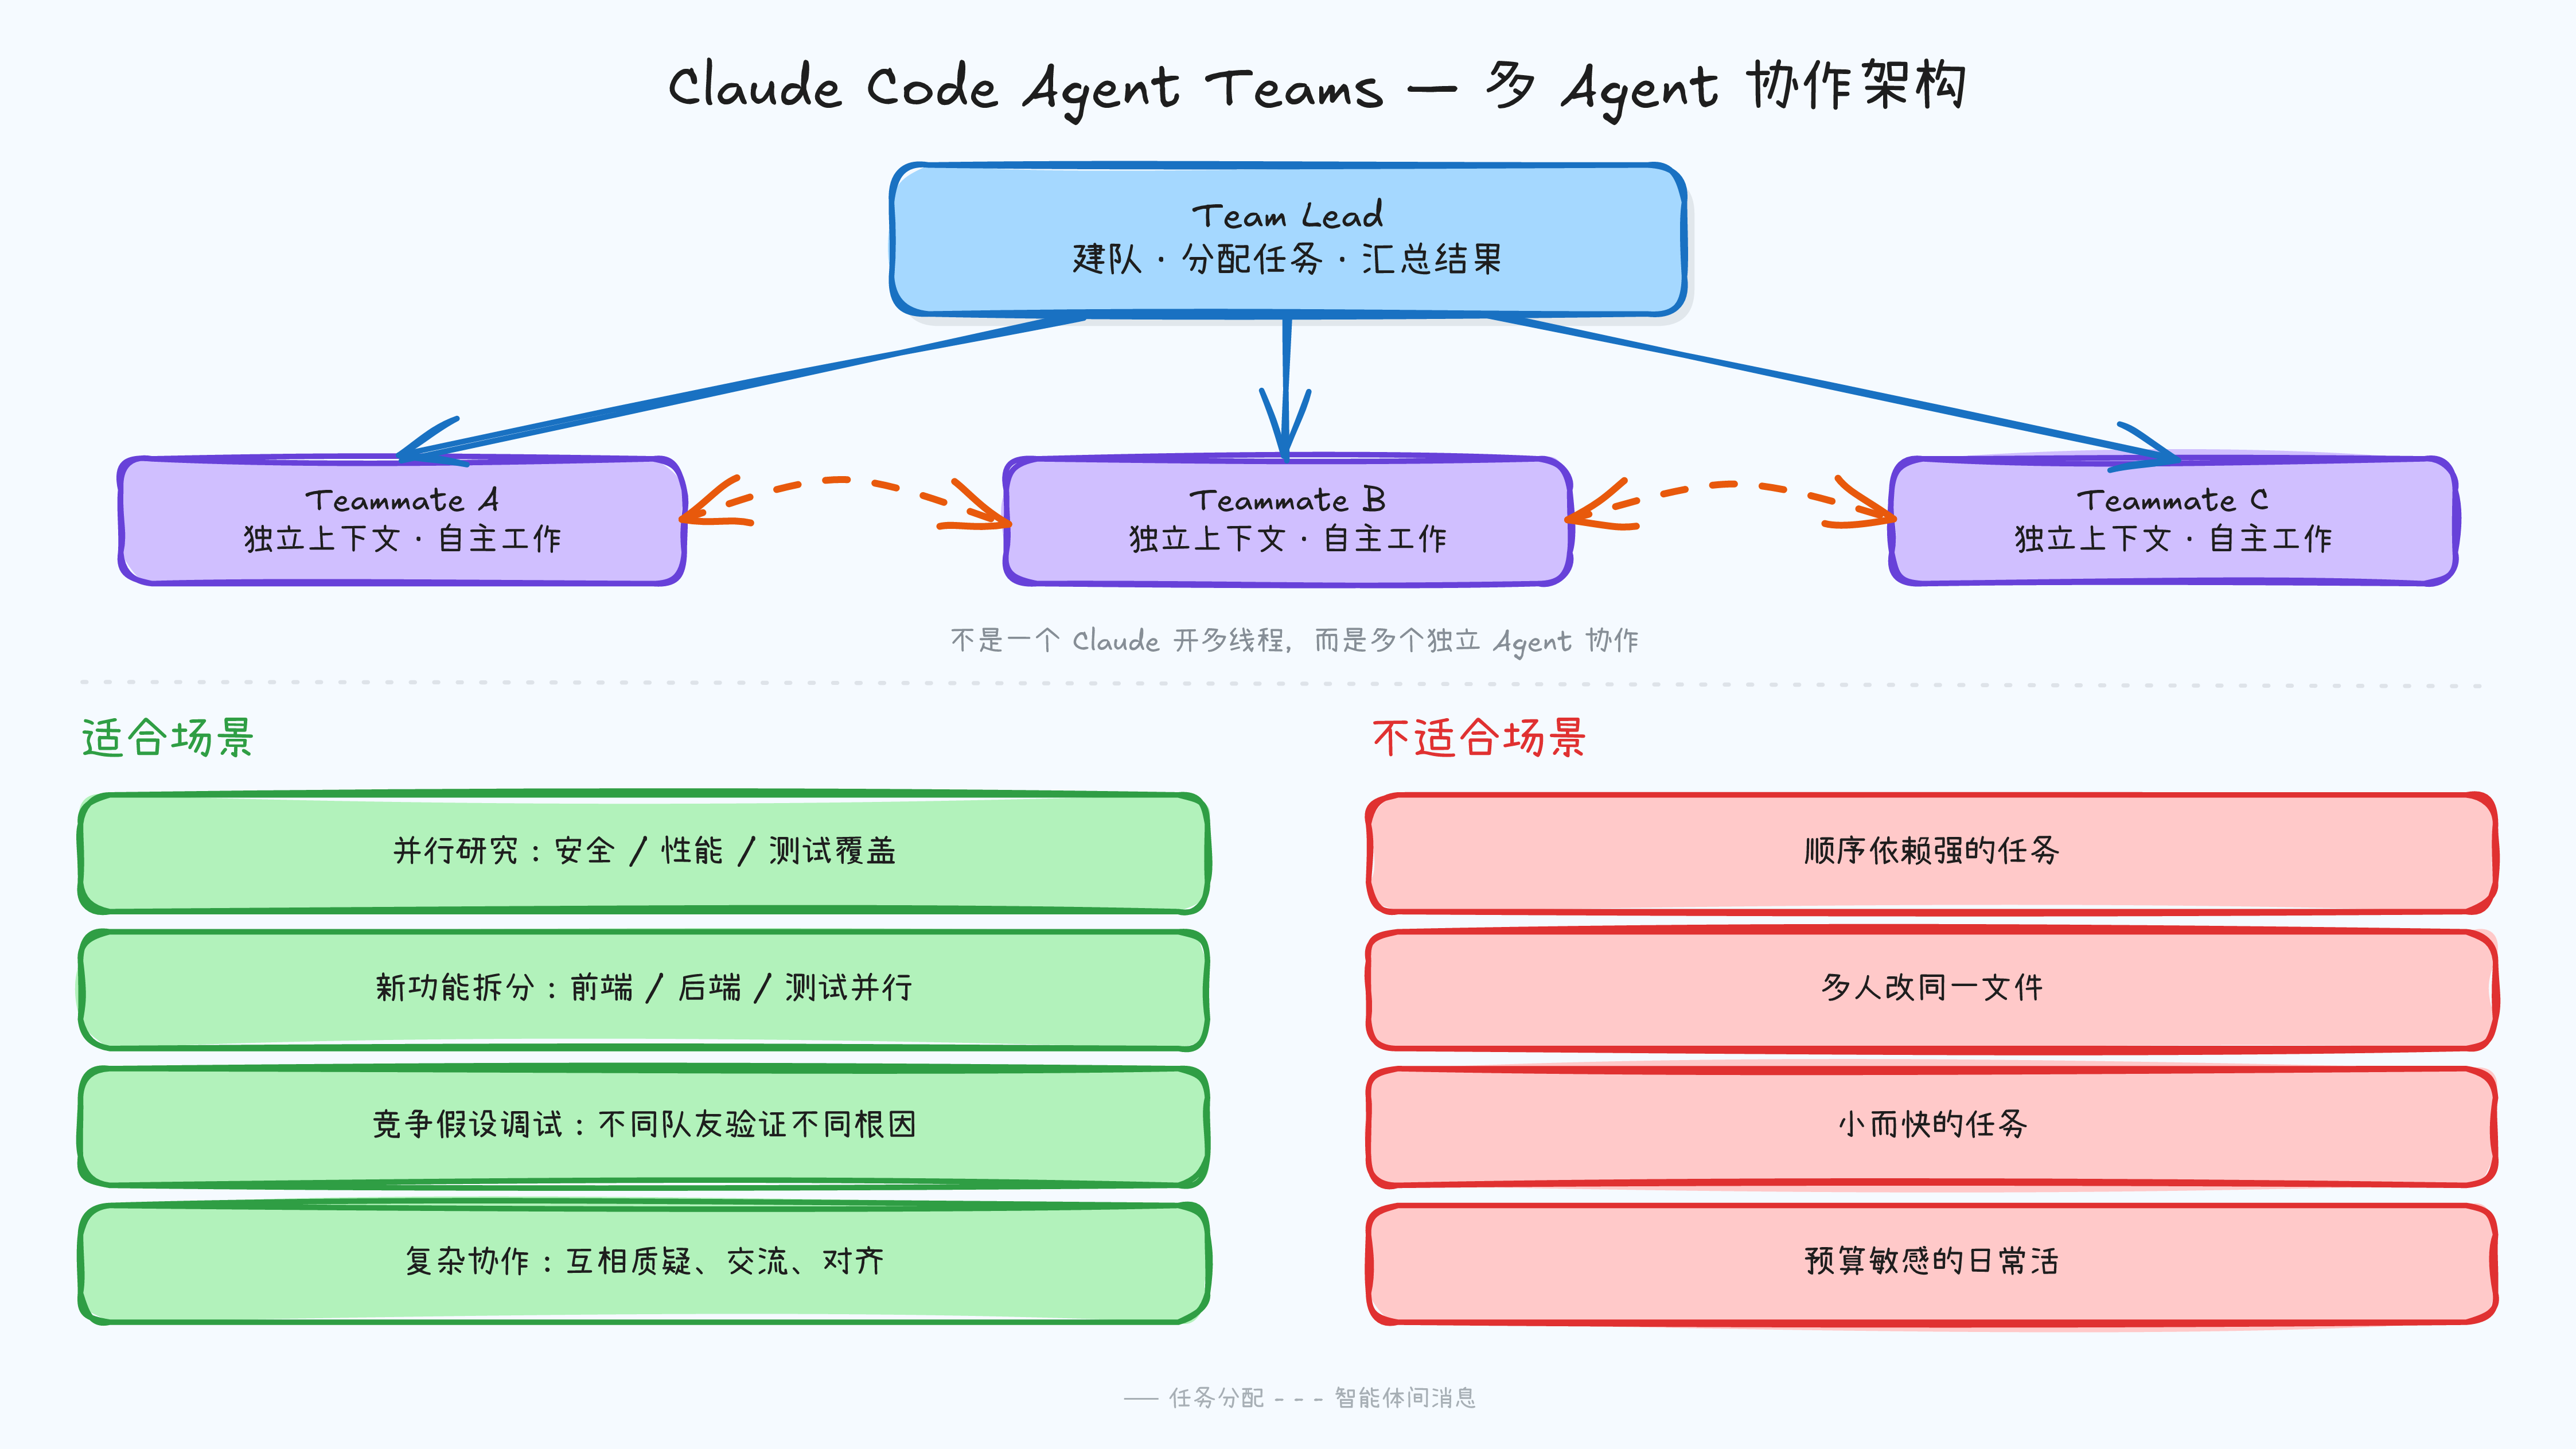 Claude Code Agent Teams — 多 Agent 协作架构
Team Lead
建队 · 分配任务 · 汇总结果
Teammate A
独立上下文 · 自主工作
Teammate B
独立上下文 · 自主工作
Teammate C
独立上下文 · 自主工作
不是一个 Claude 开多线程，而是多个独立 Agent 协作
适合场景
并行研究：安全 / 性能 / 测试覆盖
新功能拆分：前端 / 后端 / 测试并行
竞争假设调试：不同队友验证不同根因
复杂协作：互相质疑、交流、对齐
不适合场景
顺序依赖强的任务
多人改同一文件
小而快的任务
预算敏感的日常活
—— 任务分配 - - - 智能体间消息